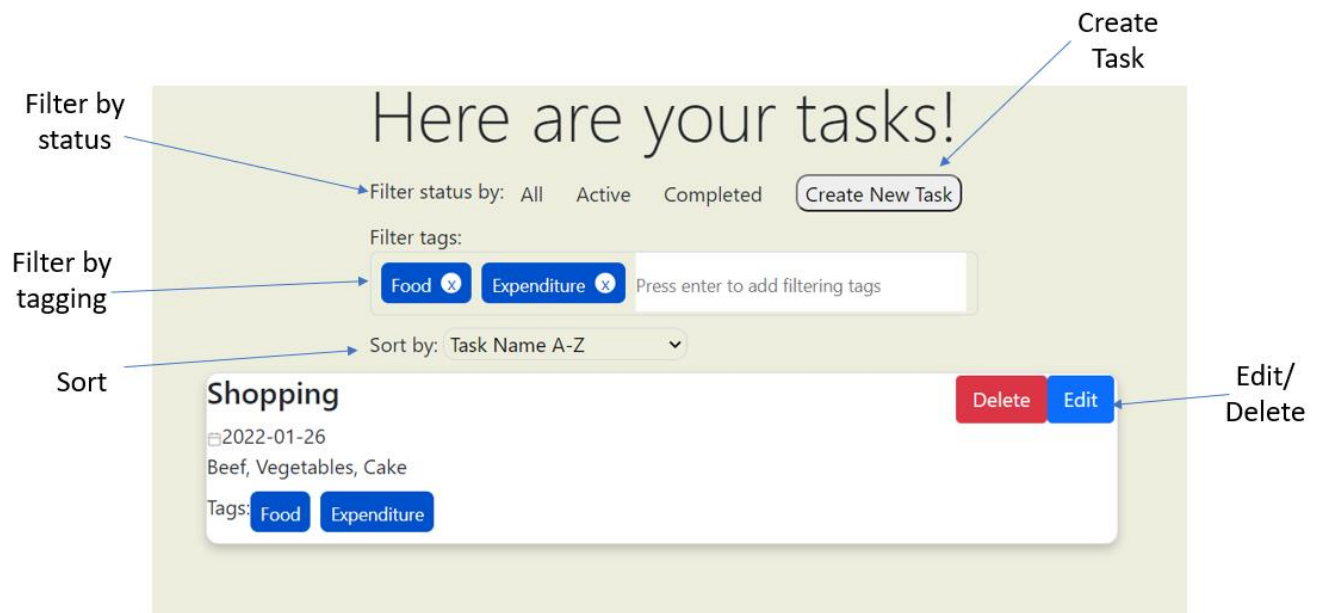 Create
Task
Filter by
status
Here are your tasks!
Filter status by: All Active Completed Create New Task
Filter tags:
Filter by
tagging
Food x Expenditure x Press enter to add filtering tags
Sort by: Task Name A-Z
Sort
Shopping
Delete Edit
Edit/
Delete
2022-01-26
Beef, Vegetables, Cake
Tags: Food Expenditure